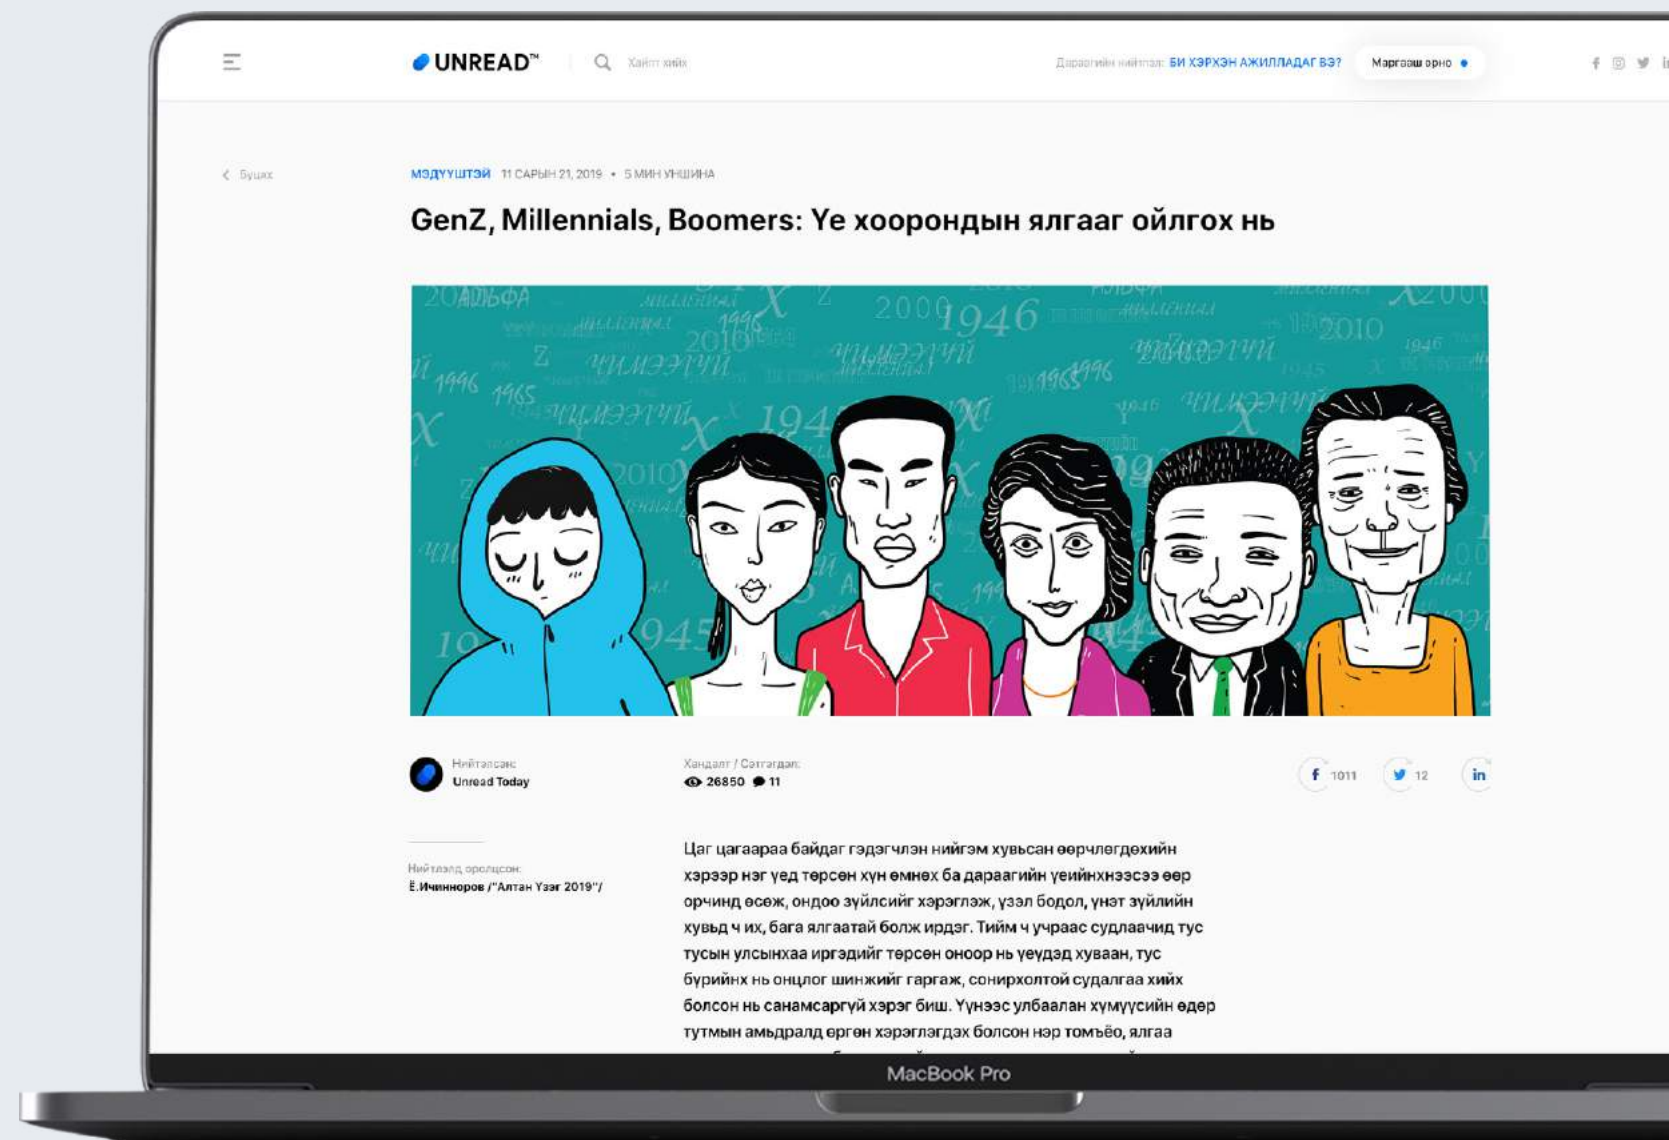 UNREAD™
Хайлт хийх
Дараагийн нийтлэл: БИ ХЭРХЭН АЖИЛЛАДАГ ВЭ?
Маргааш орно
Буцах
МЭДҮҮШТЭЙ 11 САРЫН 21, 2019 • 5 МИН УНШИНА
GenZ, Millennials, Boomers: Үе хоорондын ялгааг ойлгох нь
2000
1946
2010
1996
1965
ЧИМЭЭГҮЙ
1945
Нийтэлсэн:
Unread Today
Хандалт / Сэтгэгдэл:
26850 11
1011
12
Нийтлэлд оролцсон:
Ё.Ичинноров /"Алтан Үзэг 2019"/
Цаг цагаараа байдаг гэдэгчлэн нийгэм хувьсан өөрчлөгдөхийн
хэрээр нэг үед төрсөн хүн өмнөх ба дараагийн үеийнхнээсээ өөр
орчинд өсөж, ондоо зүйлсийг хэрэглэж, үзэл бодол, үнэт зүйлийн
хувьд ч их, бага ялгаатай болж ирдэг. Тийм ч учраас судлаачид тус
тусын улсынхаа иргэдийг төрсөн оноор нь үеүдэд хуваан, тус
бүрийнх нь онцлог шинжийг гаргаж, сонирхолтой судалгаа хийх
болсон нь санамсаргүй хэрэг биш. Үүнээс улбаалан хүмүүсийн өдөр
тутмын амьдралд өргөн хэрэглэгдэх болсон нэр томъёо, ялгаа
MacBook Pro